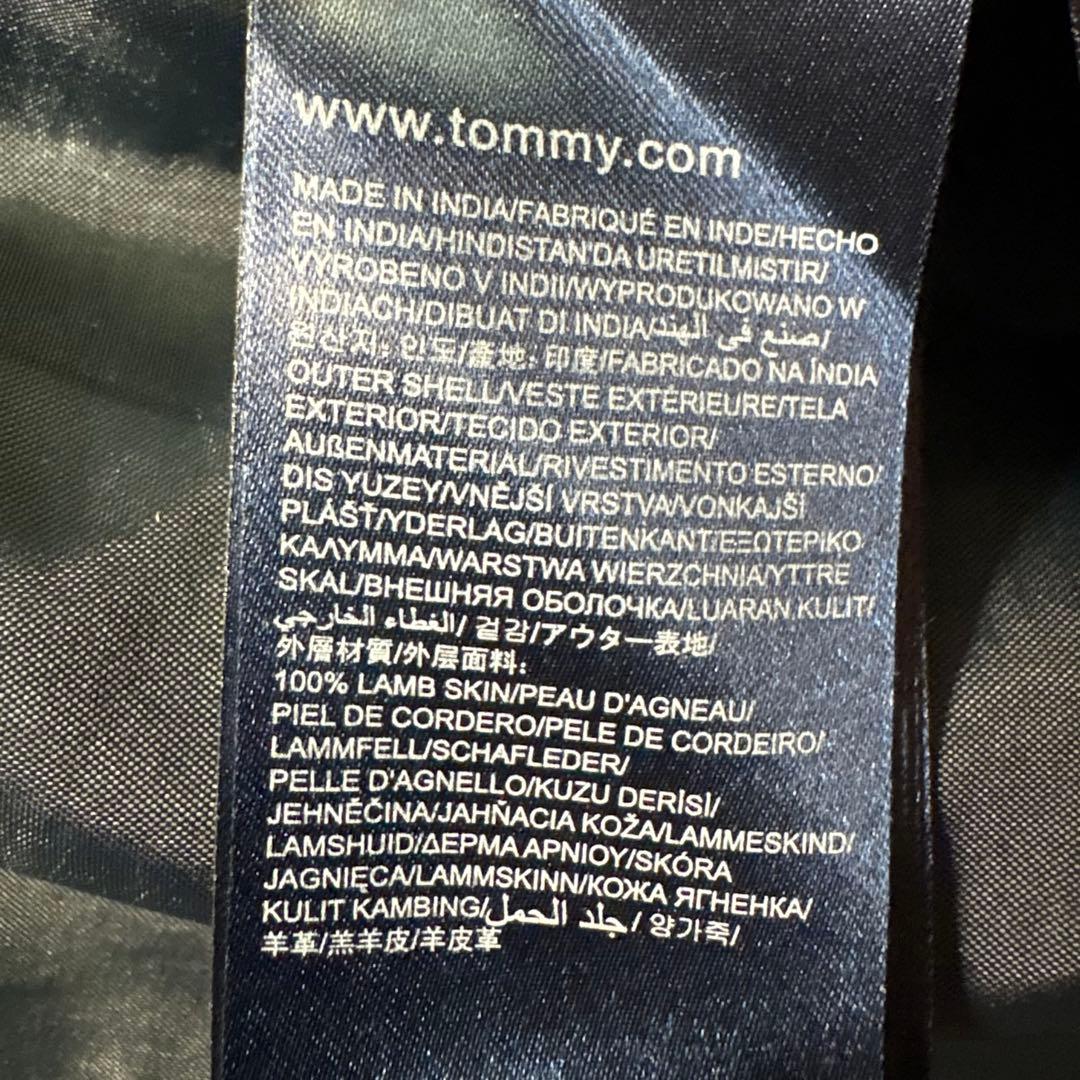 www.tommy.com
MADE IN INDIA/FABRIQUÉ EN INDE/HECHO
EN INDIA/HINDISTAN'DA URETILMISTIR/
VYROBENO V INDII/WYPRODUKOWANO W
INDIACH/DIBUAT DI INDIA/صنع في الهند/
원산지: 인도/產地: 印度/FABRICADO NA ÍNDIA
OUTER SHELL/VESTE EXTÉRIEURE/TELA
EXTERIOR/TECIDO EXTERIOR/
AUßENMATERIAL/RIVESTIMENTO ESTERNO/
DIS YUZEY/VNĚJŠÍ VRSTVA/VONKAJŠÍ
PLÁŠŤ/YDERLAG/BUITENKANT/ΕΞΩΤΕΡΙΚΟ
ΚΑΛΥΜΜΑ/WARSTWA WIERZCHNIA/YTTRE
SKAL/ВНЕШНЯЯ ОБОЛОЧКА/LUARAN KULIT/
الغطاء الخارجي/ 겉감/アウター表地/
外層材質/外层面料:
100% LAMB SKIN/PEAU D'AGNEAU/
PIEL DE CORDERO/PELE DE CORDEIRO/
LAMMFELL/SCHAFLEDER/
PELLE D'AGNELLO/KUZU DERİSİ/
JEHNĚČINA/JAHŇACIA KOŽA/LAMMESKIND/
LAMSHUID/ΔΕΡΜΑ ΑΡΝΙΟΥ/SKÓRA
JAGNIĘCA/LAMMSKINN/КОЖА ЯГНЕНКА/
KULIT KAMBING/جلد الحمل/ 양가죽/
羊革/羔羊皮/羊皮革